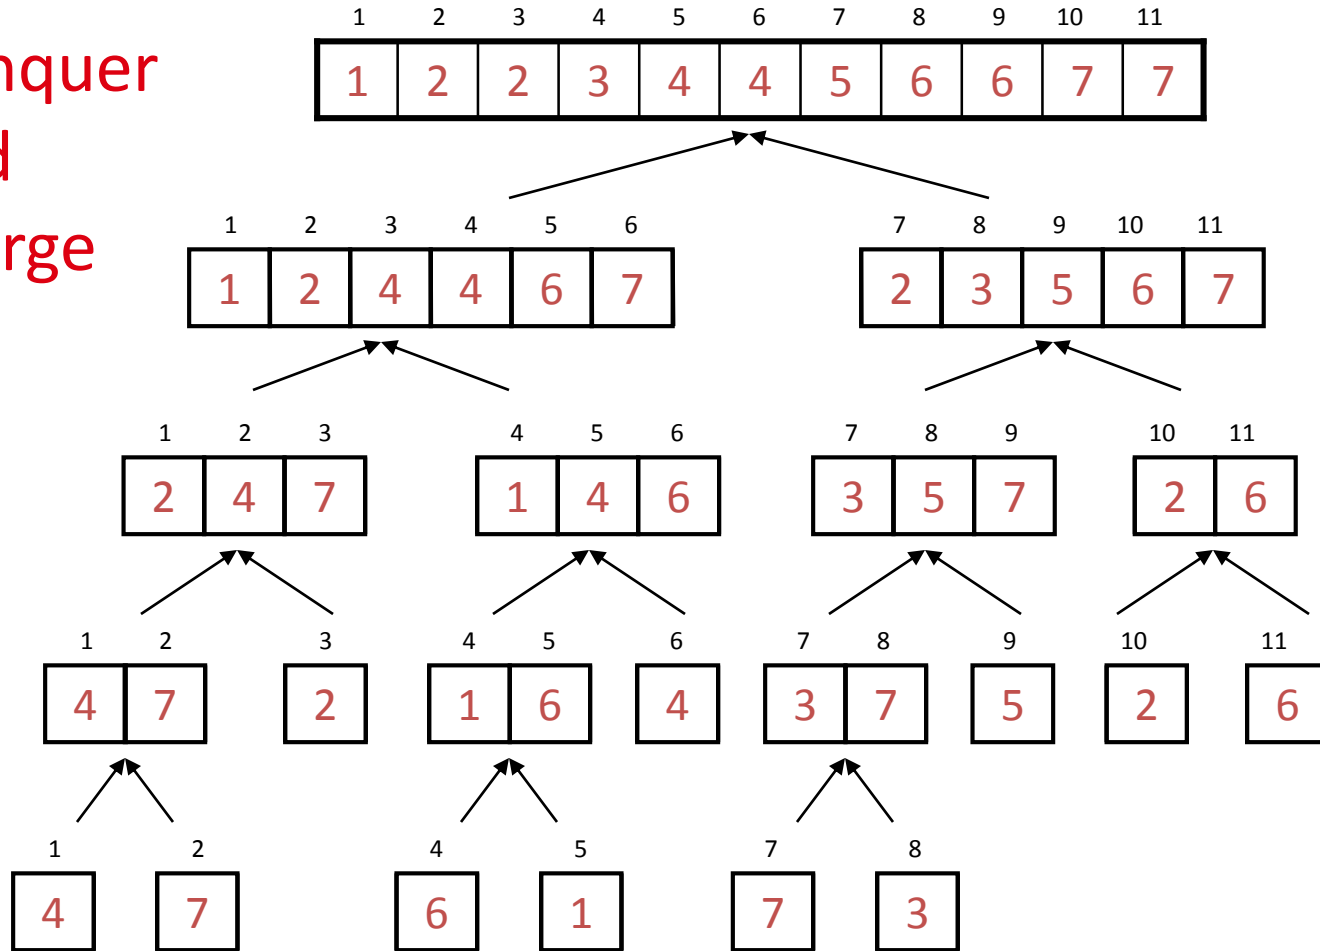 1 2 3 4 5 6 7 8 9 10 11
nquer
1 2 2 3 4 4 5 6 6 7 7
d
rge
1 2 3 4 5 6 7 8 9 10 11
1 2 4 4 6 7 2 3 5 6 7
1 2 3 4 5 6 7 8 9 10 11
2 4 7 1 4 6 3 5 7 2 6
1 2 3 4 5 6 7 8 9 10 11
4 7 2 1 6 4 3 7 5 2 6
1 2 4 5 7 8
4 7 6 1 7 3